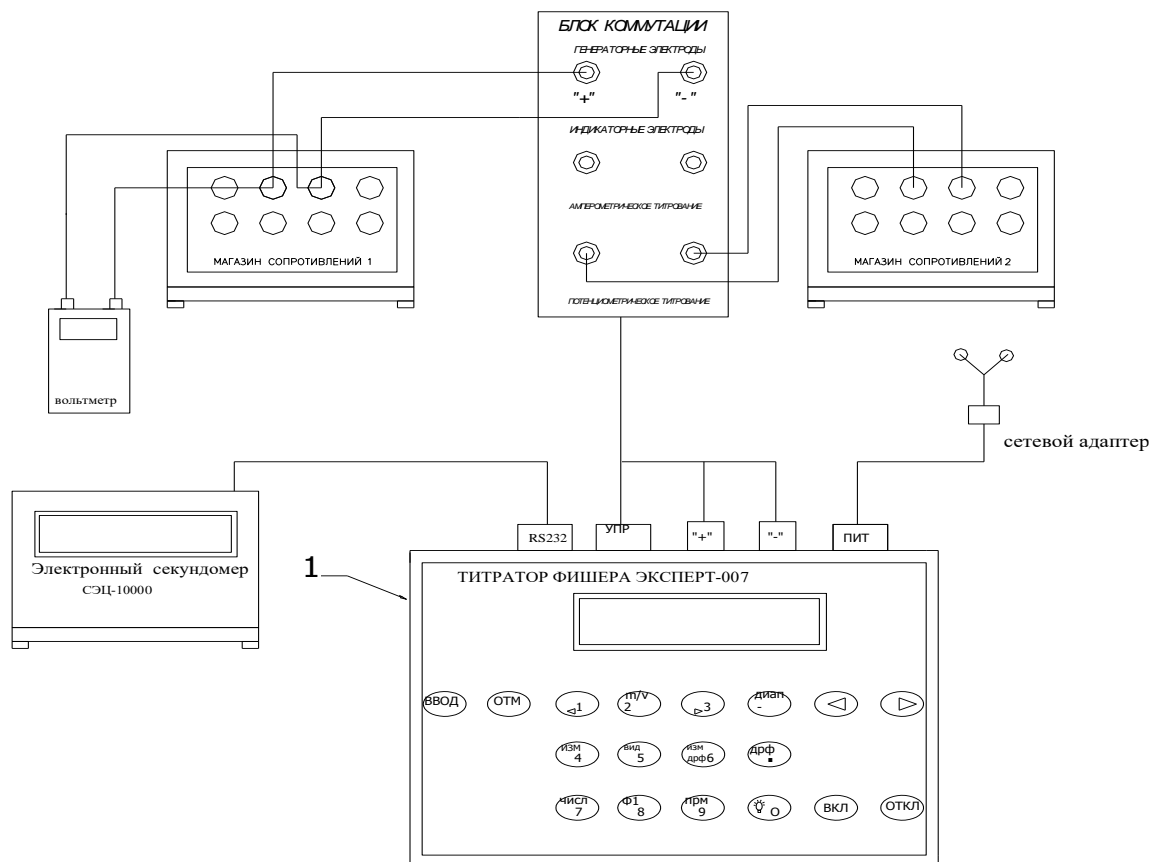 БЛОК КОММУТАЦИИ
ГЕНЕРАТОРНЫЕ ЭЛЕКТРОДЫ
"+"
"-"
ИНДИКАТОРНЫЕ ЭЛЕКТРОДЫ
АМПЕРОМЕТРИЧЕСКОЕ ТИТРОВАНИЕ
МАГАЗИН СОПРОТИВЛЕНИЙ 1
МАГАЗИН СОПРОТИВЛЕНИЙ 2
ПОТЕНЦИОМЕТРИЧЕСКОЕ ТИТРОВАНИЕ
вольтметр
сетевой адаптер
RS232
УПР
"+"
"-"
ПИТ
Электронный секундомер
СЭЦ-10000
1
ТИТРАТОР ФИШЕРА ЭКСПЕРТ-007
ВВОД
ОТМ
1
m/v
2
3
диап
-
изм
4
вид
5
изм
дрф6
дрф
.
числ
7
Ф1
8
прм
9
О
ВКЛ
ОТКЛ